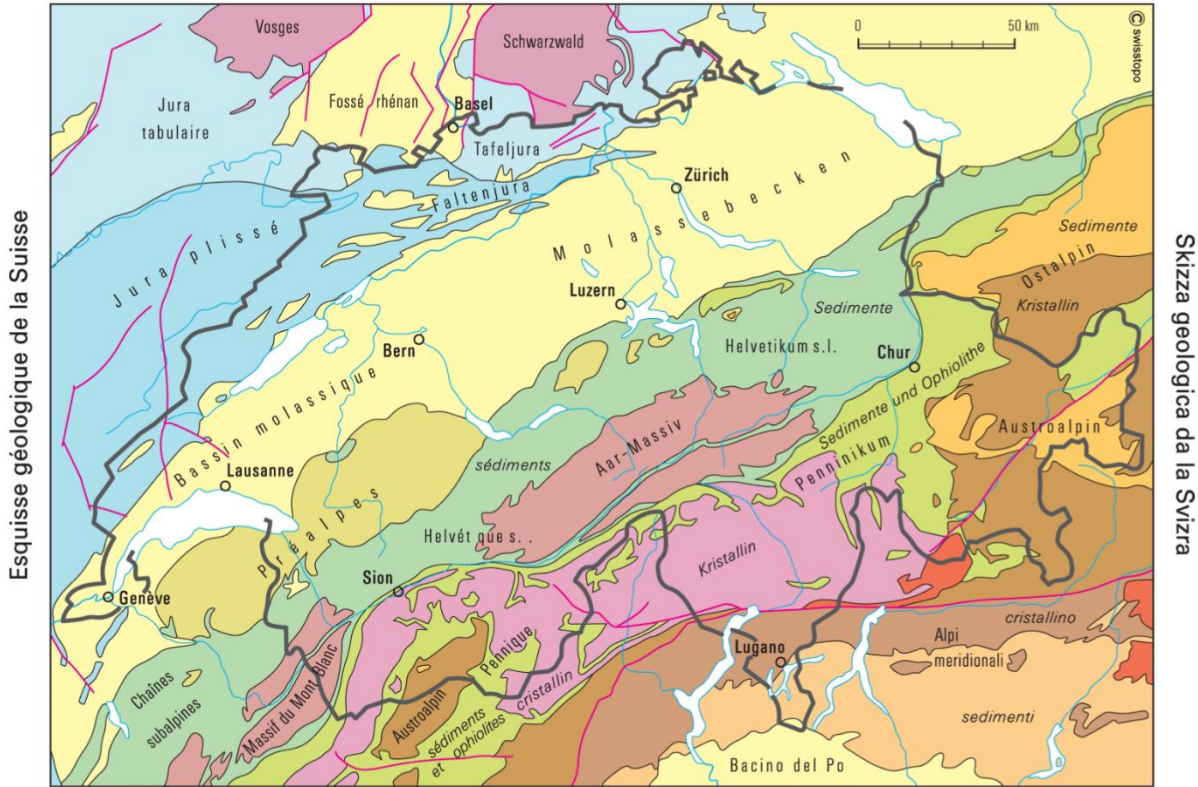 Esquisse géologique de la Suisse
Skizza geologica da la Svizra
Vosges
Schwarzwald
0 50 km
© swisstopo
Jura
tabulaire
Fossé rhénan
Basel
Tafeljura
Faltenjura
Jura plissé
Zürich
Molassebecken
Luzern
Bern
Bassin molassique
Lausanne
Préalpes
Genève
Sedimente
Helvetikum s.l.
Chur
Sedimente
Ostalpin
Kristallin
Austroalpin
Aar-Massiv
Sedimente und Ophiolithe
Penninikum
Kristallin
sédiments
Helvét que s. .
Sion
Massif du Mont Blanc
Chaînes
subalpines
Pennique
Austroalpin
cristallin
sédiments
et ophiolites
Lugano
cristallino
Alpi
meridionali
sedimenti
Bacino del Po